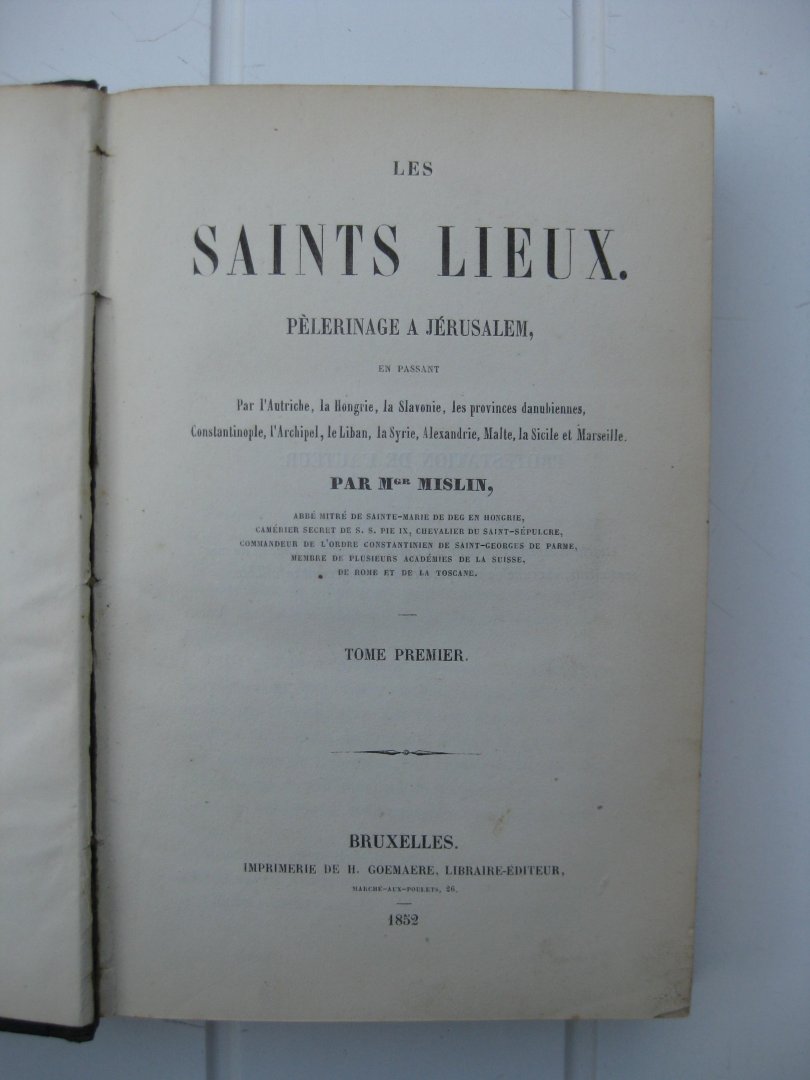 LES
SAINTS LIEUX.
PÈLERINAGE A JÉRUSALEM,
EN PASSANT
Par l'Autriche, la Hongrie, la Slavonie, les provinces danubiennes,
Constantinople, l'Archipel, le Liban, la Syrie, Alexandrie, Malte, la Sicile et Marseille.
PAR MGR MISLIN,
ABBÉ MITRÉ DE SAINTE-MARIE DE DEG EN HONGRIE,
CAMÉRIER SECRET DE S. S. PIE IX, CHEVALIER DU SAINT-SÉPULCRE,
COMMANDEUR DE L'ORDRE CONSTANTINIEN DE SAINT-GEORGES DE PARME,
MEMBRE DE PLUSIEURS ACADÉMIES DE LA SUISSE,
DE ROME ET DE LA TOSCANE.
TOME PREMIER.
BRUXELLES.
IMPRIMERIE DE H. GOEMAERE, LIBRAIRE-ÉDITEUR,
MARCHÉ-AUX-POULETS, 26.
1852